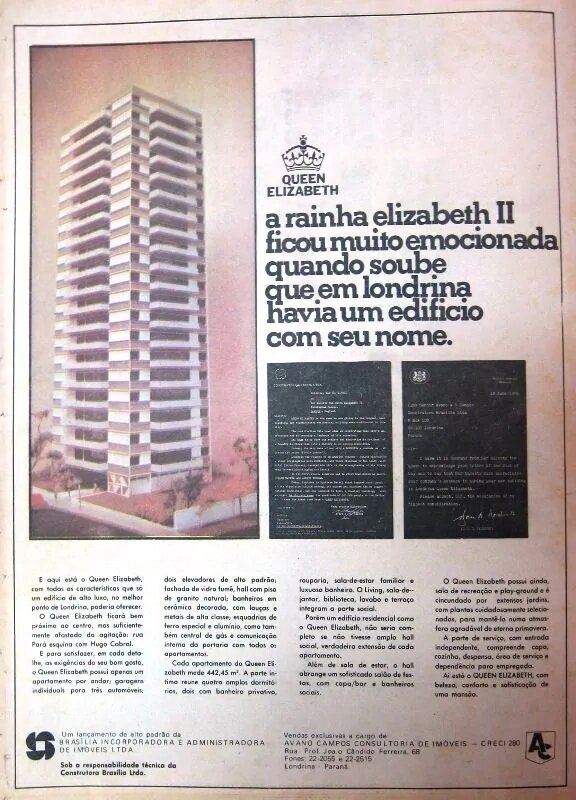 QUEEN
ELIZABETH
a rainha elizabeth II
ficou muito emocionada
quando soube
que em londrina
havia um edificio
com seu nome.
E aqui está o Queen Elizabeth,
com todas as características que só
um edifício de alto luxo, no melhor
ponto de Londrina, poderia oferecer.
O Queen Elizabeth ficará bem
próximo ao centro, mas suficiente-
mente afastado da agitação: rua
Pará esquina com Hugo Cabral.
E para satisfazer, em cada deta-
lhe, as exigências do seu bom gosto,
o Queen Elizabeth possui apenas um
apartamento por andar; garagens
individuais para três automóveis;
dois elevadores de alto padrão;
fachada de vidro fumê, hall com piso
de granito natural; banheiros em
cerâmica decorada, com louças e
metais de alta classe; esquadrias de
ferro especial e alumínio, como tam-
bém central de gás e comunicação
interna da portaria com todos os
apartamentos.
Cada apartamento do Queen Eli-
zabeth mede 442,45 m². A parte ín-
tima reune quatro amplos dormitó-
rios, dois com banheiro privativo,
rouparia, sala-de-estar familiar e
luxuoso banheiro. O Living, sala-de-
jantar, biblioteca, lavabo e terraço
integram a parte social.
Porém um edifício residencial como
o Queen Elizabeth, não seria com-
pleto se não tivesse amplo hall
social, verdadeira extensão de cada
apartamento.
Além de sala de estar, o hall
abrange um sofisticado salão de fes-
tas, com copa/bar e banheiros
sociais.
O Queen Elizabeth possui ainda,
sala de recreação e play-ground e é
cincundado por extensos jardins,
com plantas cuidadosamente selecio-
nadas, para mantê-lo numa atmos-
fera agradável de eterna primavera.
A parte de serviço, com entrada
independente, compreende copa,
cozinha, despensa, área de serviço e
dependência para empregada.
Aí está o QUEEN ELIZABETH, com
beleza, conforto e sofisticação de
uma mansão.
Um lançamento de alto padrão da
BRASÍLIA INCORPORADORA E ADMINISTRADORA
DE IMÓVEIS LTDA.
Sob a responsabilidade técnica da
Construtora Brasília Ltda.
Vendas exclusivas a cargo de
AVANO CAMPOS CONSULTORIA DE IMÓVEIS – CRECI 280
Rua Prof. João Cândido Ferreira, 68
Fones: 22-2055 e 22-2515
Londrina - Paraná.